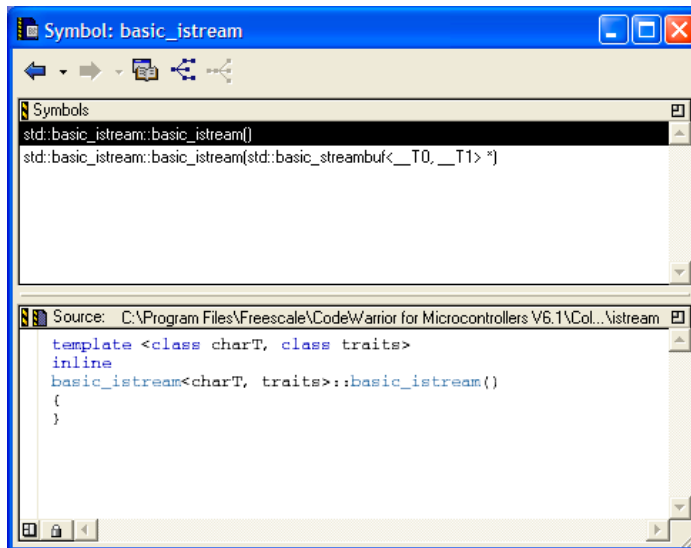 Symbol: basic_istream
Symbols
std::basic_istream::basic_istream()
std::basic_istream::basic_istream(std::basic_streambuf<__T0, __T1> *)
Source: C:\Program Files\Freescale\CodeWarrior for Microcontrollers V6.1\Col...\istream
template <class charT, class traits>
inline
basic_istream<charT, traits>::basic_istream()
{
}